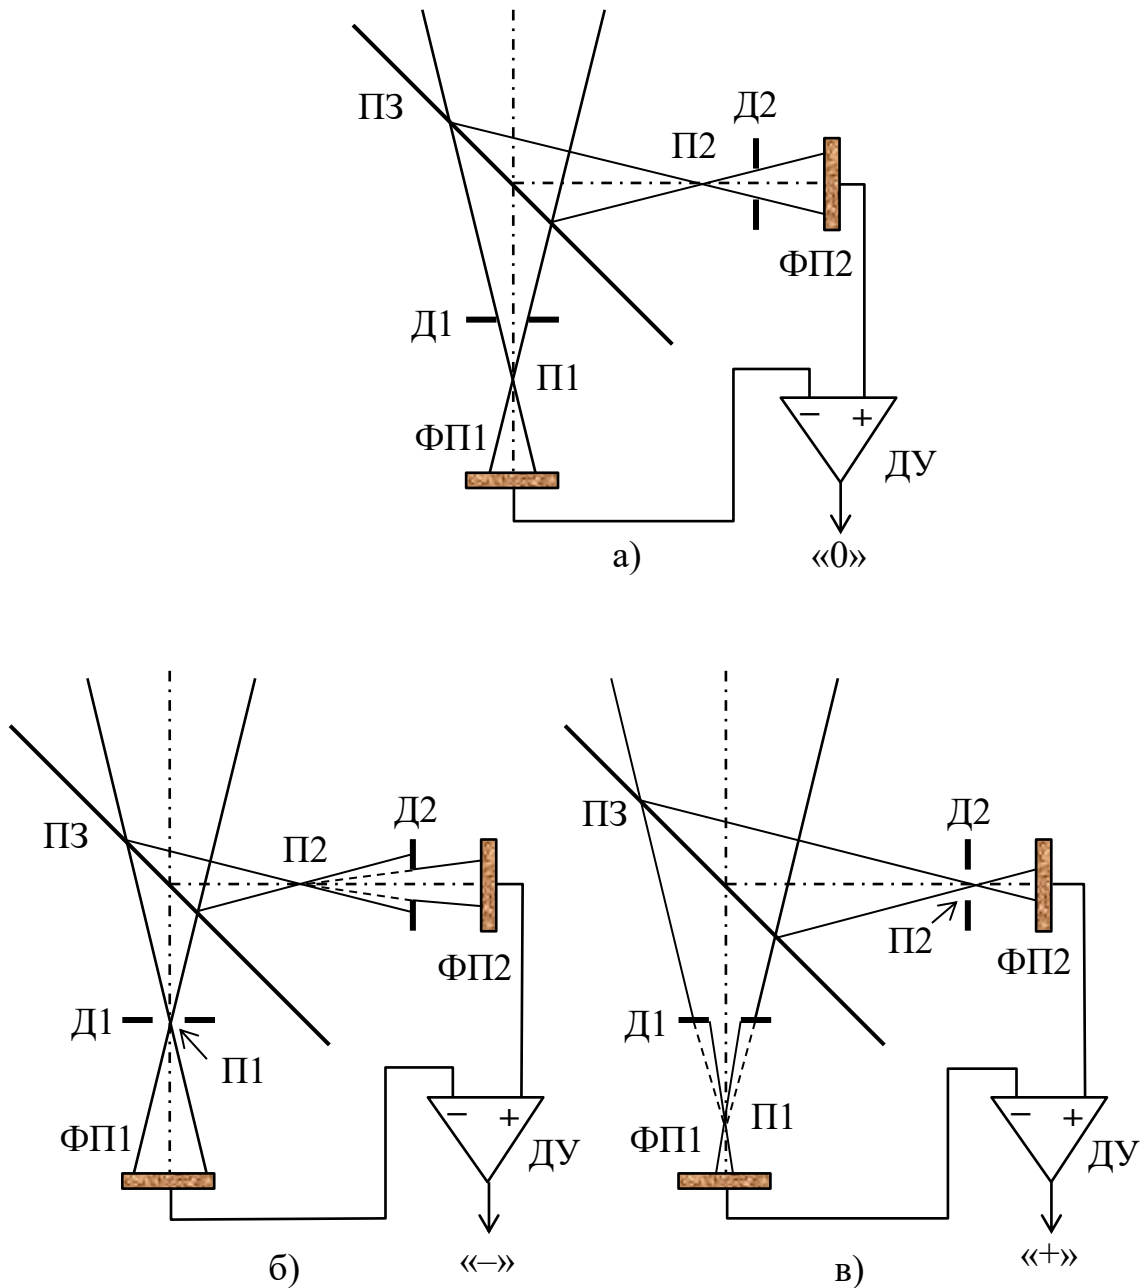 ПЗ
Д2
П2
ФП2
Д1
П1
ФП1
− +
ДУ
а)
«0»
ПЗ
Д2
П2
ФП2
Д1
П1
ФП1
− +
ДУ
«–»
б)
ПЗ
Д2
П2
ФП2
Д1
П1
ФП1
− +
ДУ
«+»
в)